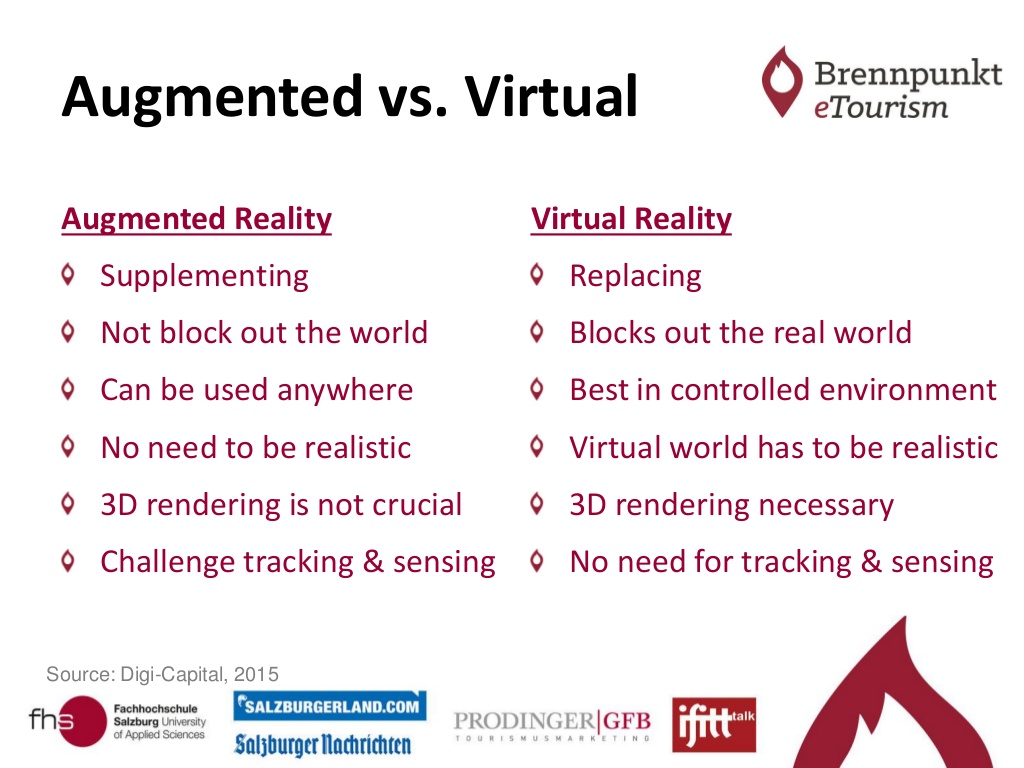 Augmented vs. Virtual
Brennpunkt
eTourism
Augmented Reality
Supplementing
Not block out the world
Can be used anywhere
No need to be realistic
3D rendering is not crucial
Challenge tracking & sensing
Virtual Reality
Replacing
Blocks out the real world
Best in controlled environment
Virtual world has to be realistic
3D rendering necessary
No need for tracking & sensing
Source: Digi-Capital, 2015
fhs
Fachhochschule
Salzburg University
of Applied Sciences
SALZBURGERLAND.COM
Salzburger Nachrichten
PRODINGER|GFB
TOURISMUSMARKETING
ifitt talk